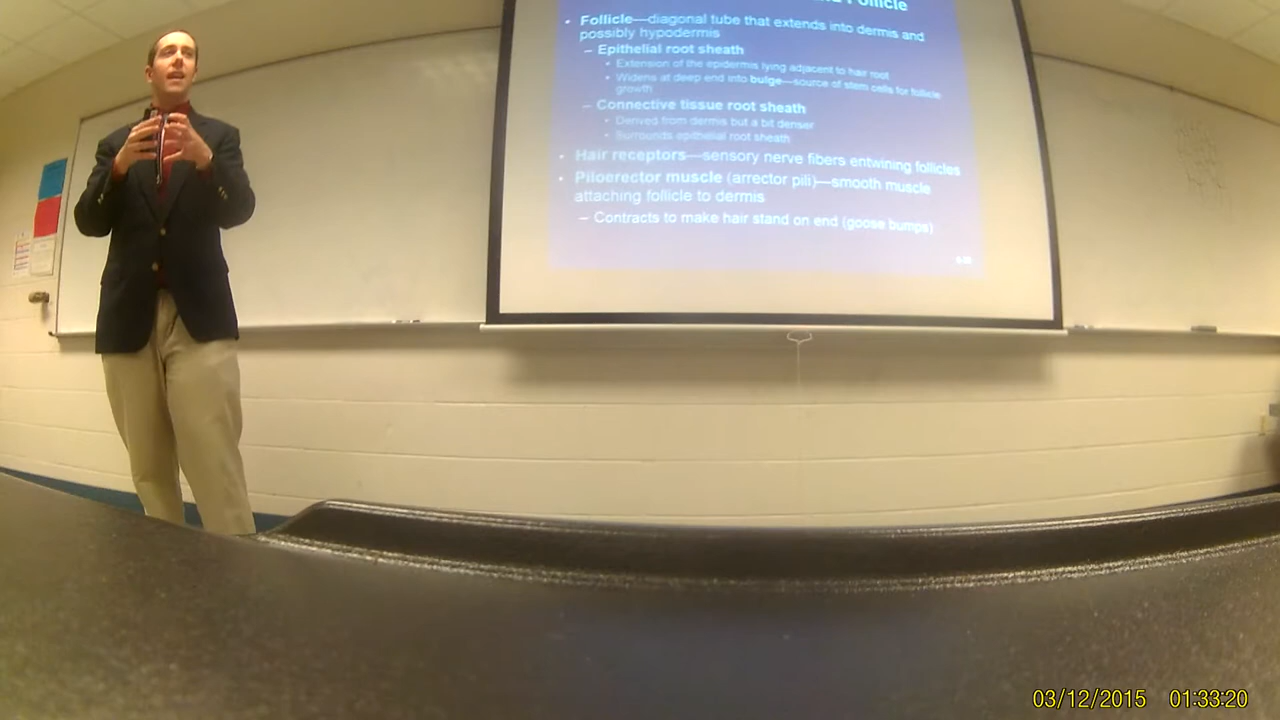 Follicle
• Follicle—diagonal tube that extends into dermis and
possibly hypodermis
– Epithelial root sheath
• Extension of the epidermis lying adjacent to hair root
• Widens at deep end into bulge—source of stem cells for follicle
growth
– Connective tissue root sheath
• Derived from dermis but a bit denser
• Surrounds epithelial root sheath
• Hair receptors—sensory nerve fibers entwining follicles
• Piloerector muscle (arrector pili)—smooth muscle
attaching follicle to dermis
– Contracts to make hair stand on end (goose bumps)
03/12/2015 01:33:20